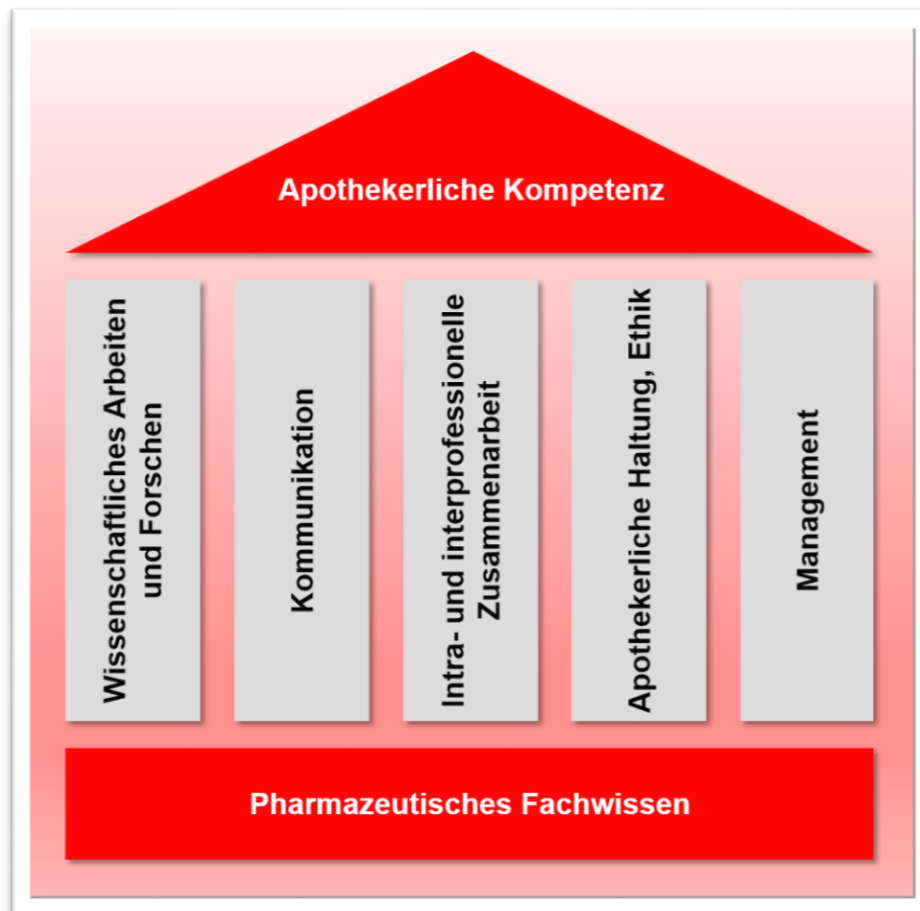 Apothekerliche Kompetenz
Wissenschaftliches Arbeiten
und Forschen
Kommunikation
Intra- und interprofessionelle
Zusammenarbeit
Apothekerliche Haltung, Ethik
Management
Pharmazeutisches Fachwissen